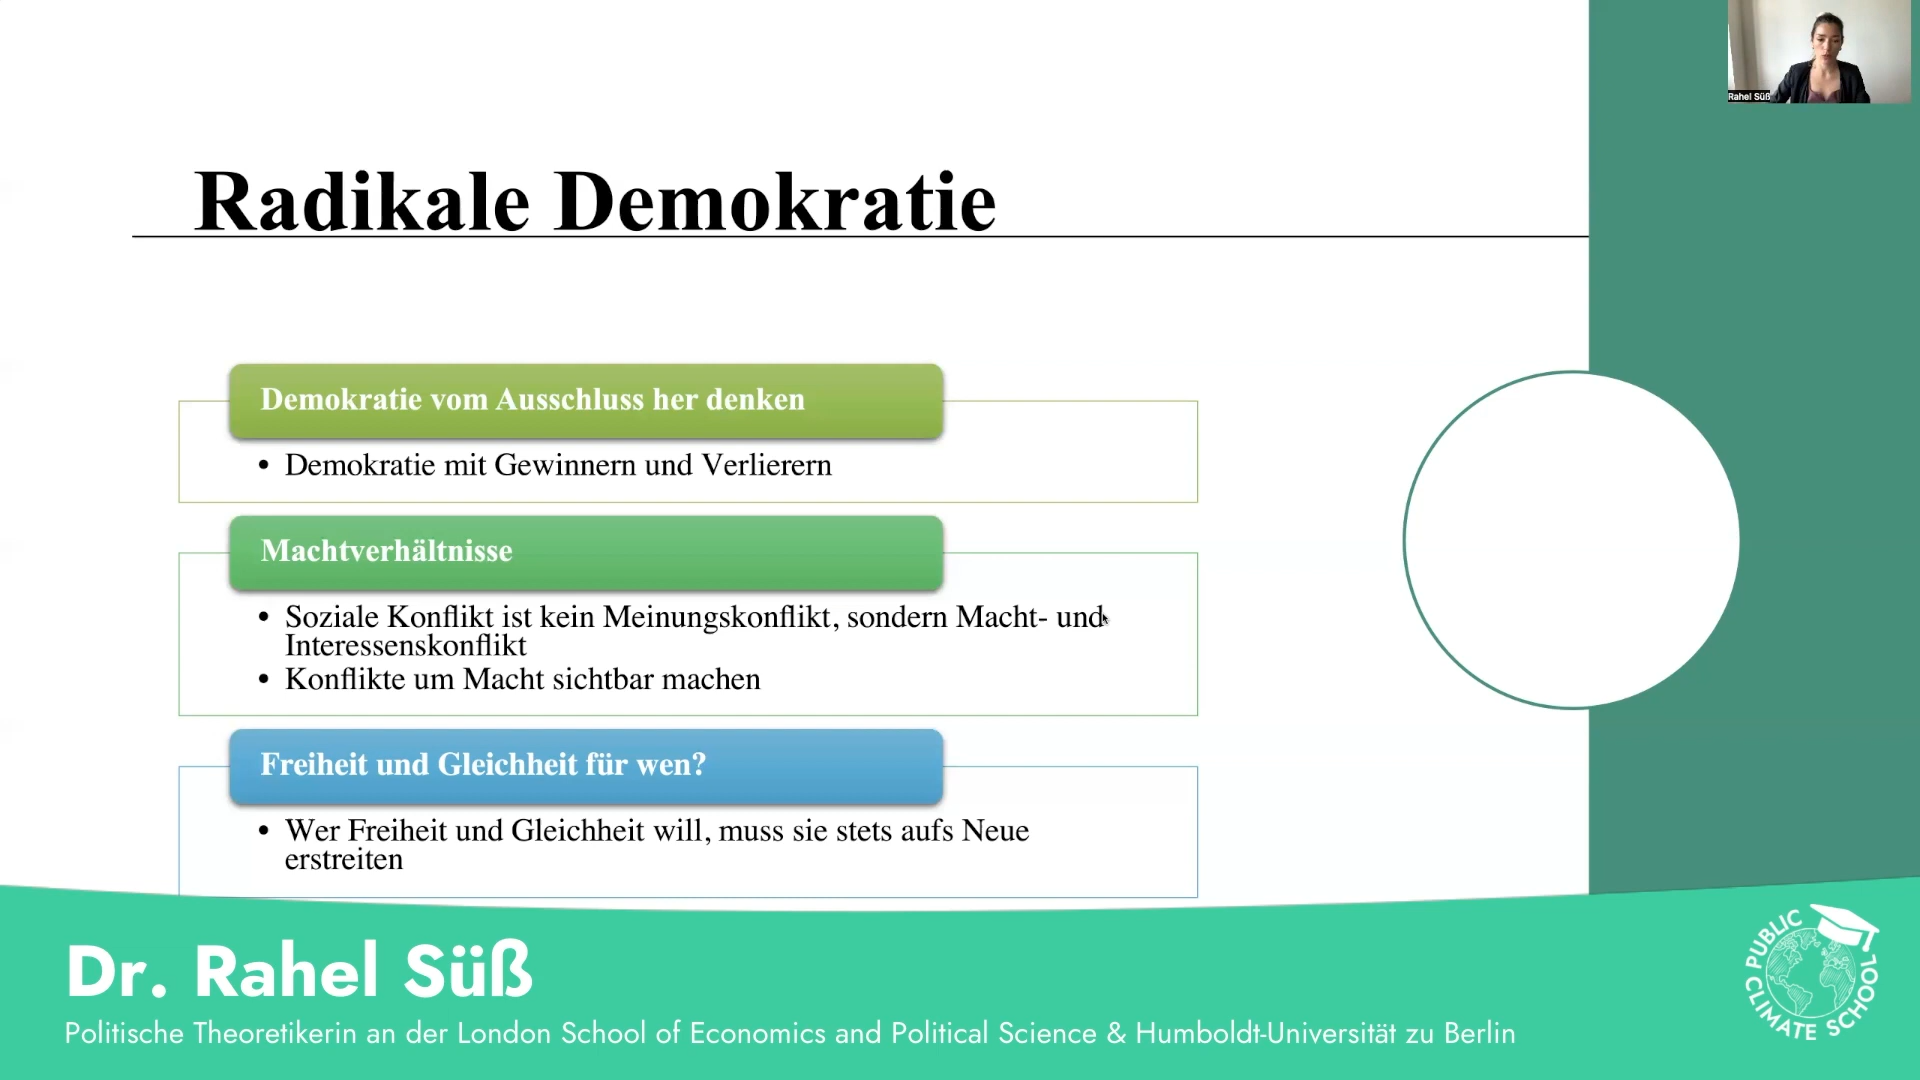 Rahel Süß
Radikale Demokratie
Demokratie vom Ausschluss her denken
• Demokratie mit Gewinnern und Verlierern
Machtverhältnisse
• Soziale Konflikt ist kein Meinungskonflikt, sondern Macht- und
Interessenskonflikt
• Konflikte um Macht sichtbar machen
Freiheit und Gleichheit für wen?
• Wer Freiheit und Gleichheit will, muss sie stets aufs Neue
erstreiten
Dr. Rahel Süß
Politische Theoretikerin an der London School of Economics and Political Science & Humboldt-Universität zu Berlin
PUBLIC CLIMATE SCHOOL